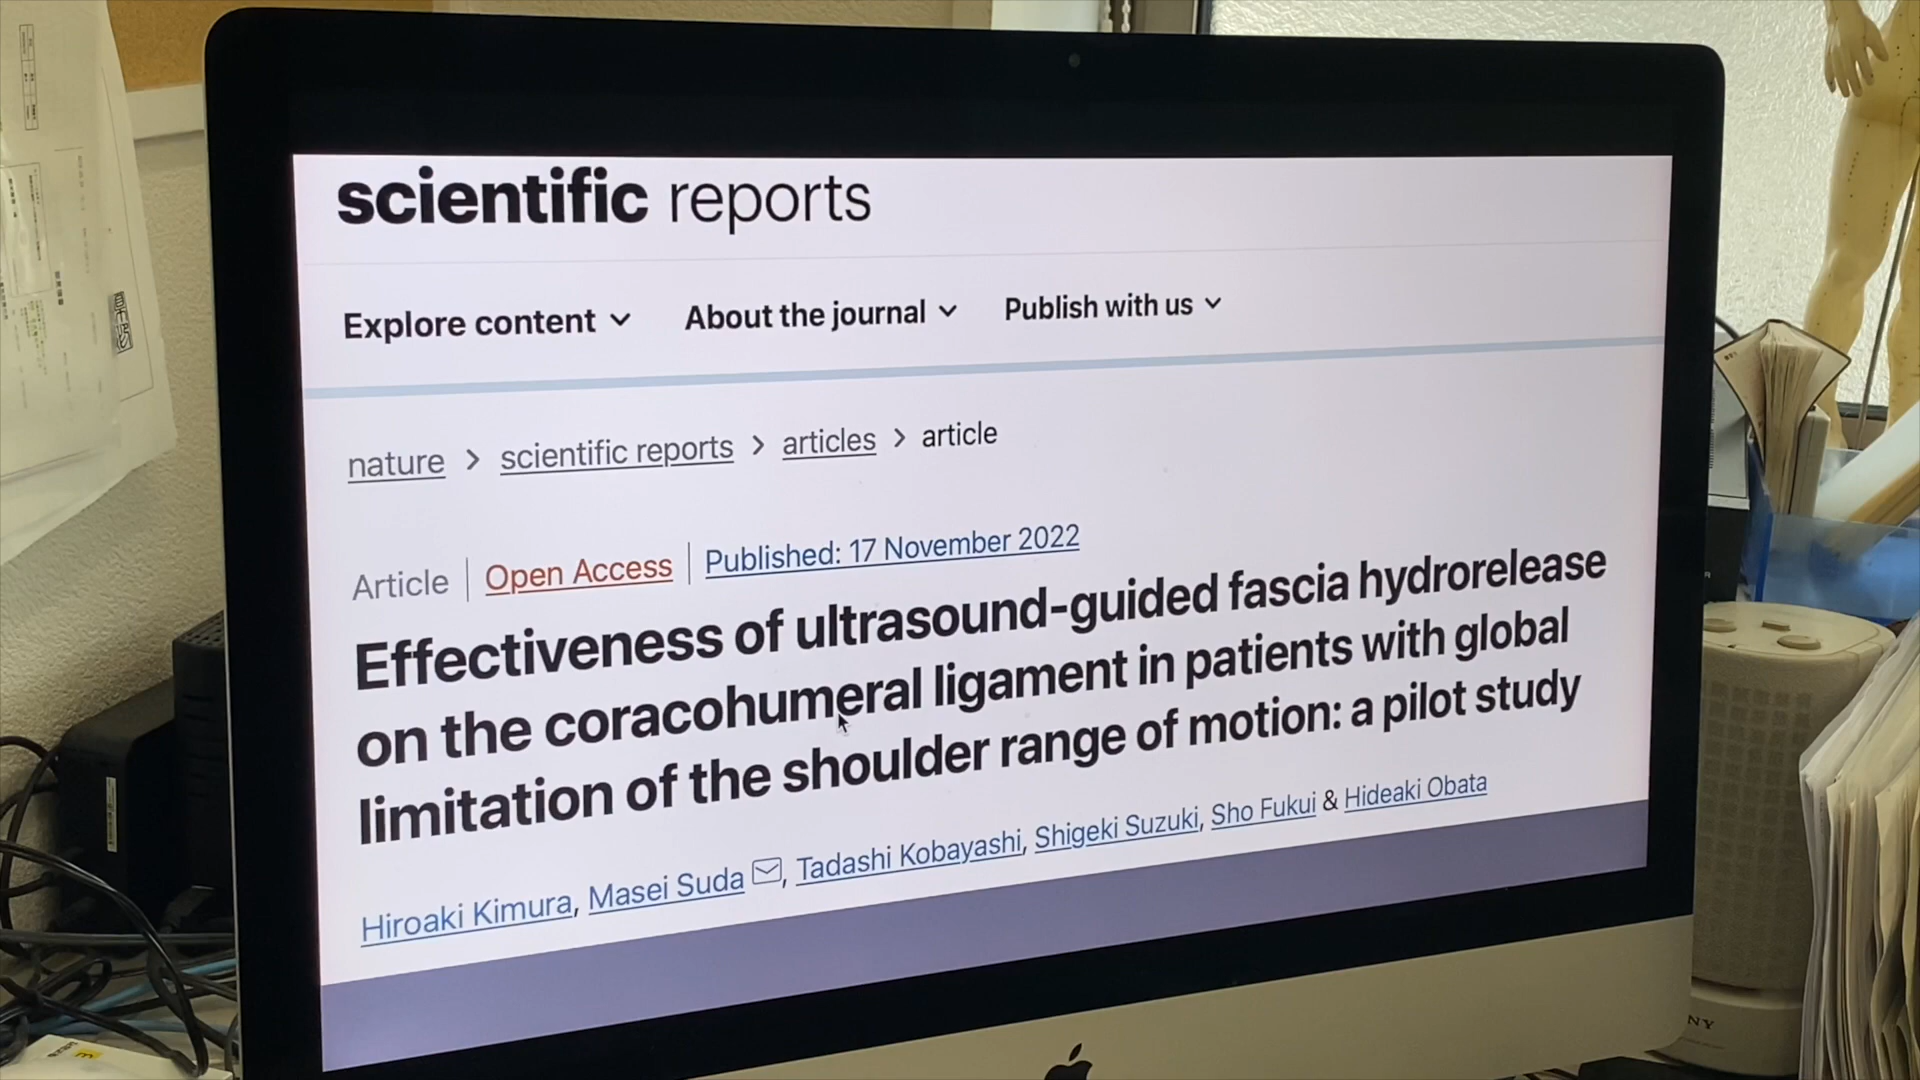 scientific reports
Explore content
About the journal
Publish with us
nature > scientific reports > articles > article
Article | Open Access | Published: 17 November 2022
Effectiveness of ultrasound-guided fascia hydrorelease
on the coracohumeral ligament in patients with global
limitation of the shoulder range of motion: a pilot study
Hiroaki Kimura, Masei Suda, Tadashi Kobayashi, Shigeki Suzuki, Sho Fukui & Hideaki Obata